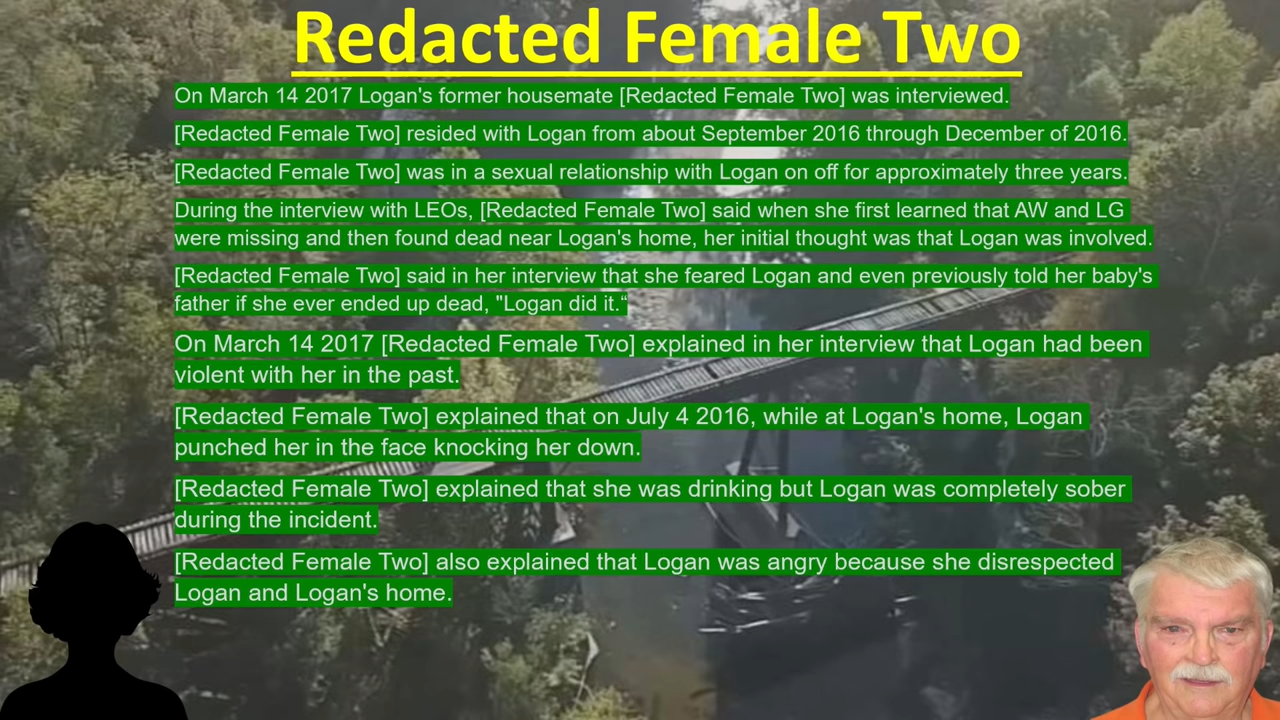 Redacted Female Two
On March 14 2017 Logan's former housemate [Redacted Female Two] was interviewed.
[Redacted Female Two] resided with Logan from about September 2016 through December of 2016.
[Redacted Female Two] was in a sexual relationship with Logan on off for approximately three years.
During the interview with LEOs, [Redacted Female Two] said when she first learned that AW and LG
were missing and then found dead near Logan's home, her initial thought was that Logan was involved.
[Redacted Female Two] said in her interview that she feared Logan and even previously told her baby's
father if she ever ended up dead, "Logan did it.“
On March 14 2017 [Redacted Female Two] explained in her interview that Logan had been
violent with her in the past.
[Redacted Female Two] explained that on July 4 2016, while at Logan's home, Logan
punched her in the face knocking her down.
[Redacted Female Two] explained that she was drinking but Logan was completely sober
during the incident.
[Redacted Female Two] also explained that Logan was angry because she disrespected
Logan and Logan's home.